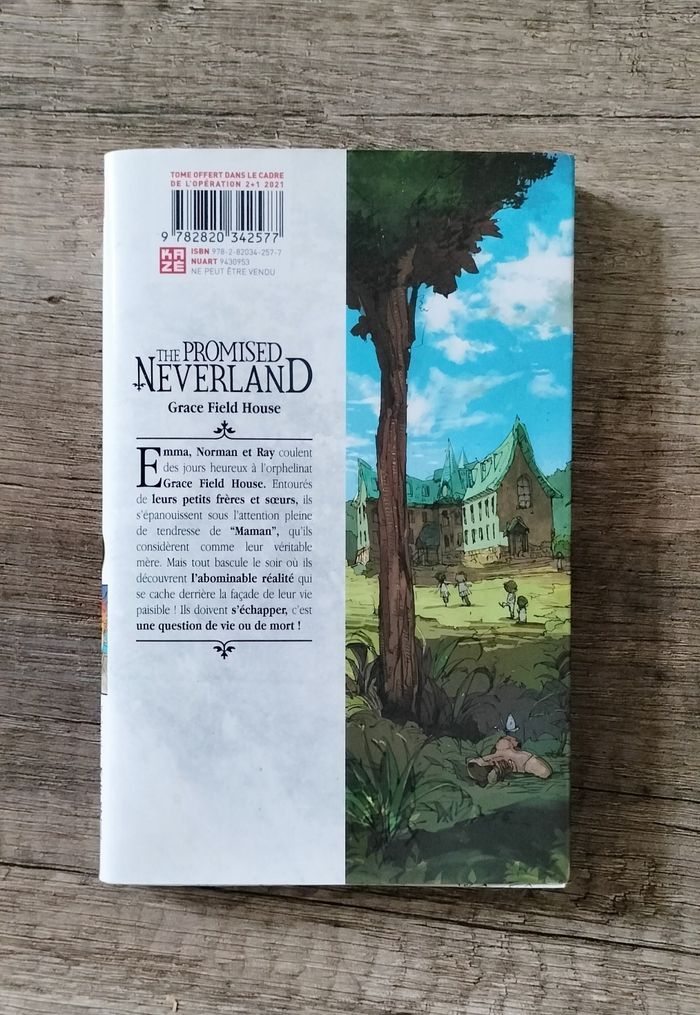 TOME OFFERT DANS LE CADRE
DE L'OPÉRATION 2+1 2021
9 782820 342577
KAZÉ
ISBN 978-2-82034-257-7
NUART 9430953
NE PEUT ÊTRE VENDU
THE PROMISED
NEVERLAND
Grace Field House
Emma, Norman et Ray coulent
des jours heureux à l'orphelinat
Grace Field House. Entourés
de leurs petits frères et sœurs, ils
s'épanouissent sous l'attention pleine
de tendresse de "Maman", qu'ils
considèrent comme leur véritable
mère. Mais tout bascule le soir où ils
découvrent l'abominable réalité qui
se cache derrière la façade de leur vie
paisible ! Ils doivent s'échapper, c'est
une question de vie ou de mort !